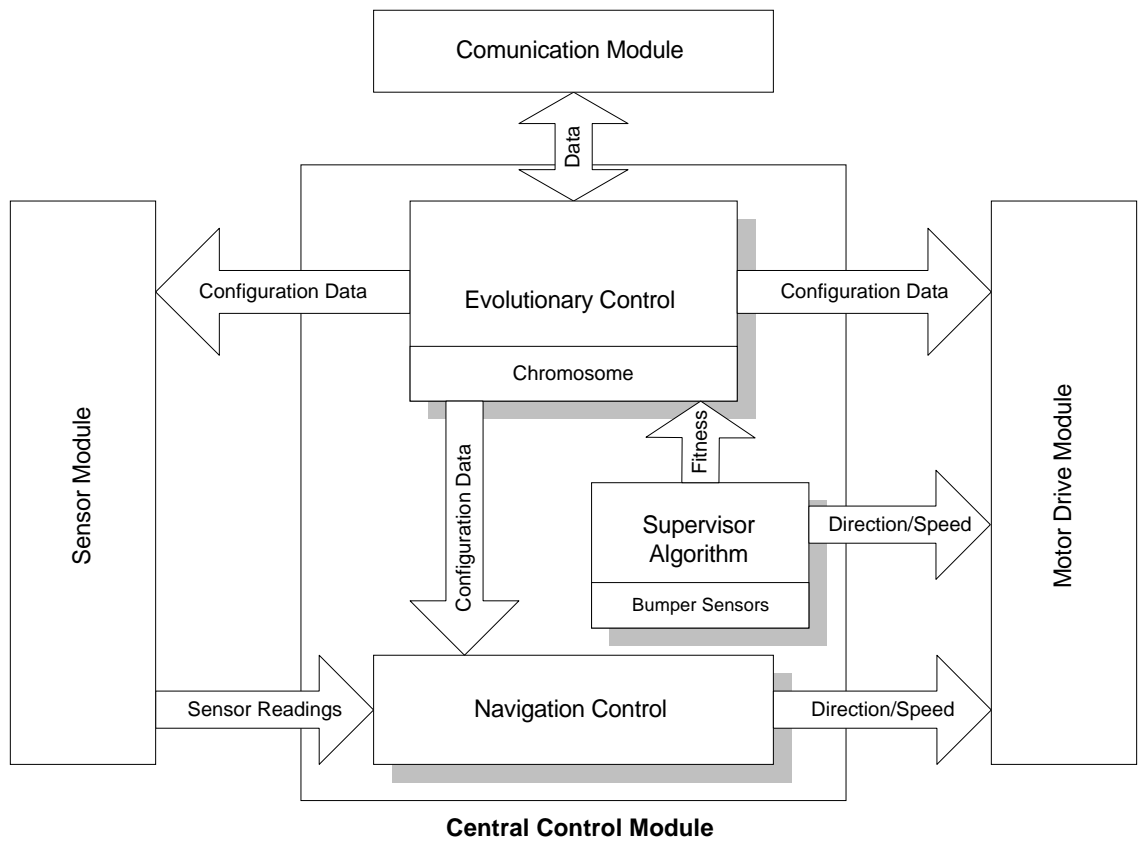 Comunication Module
Data
Configuration Data
Evolutionary Control
Configuration Data
Chromosome
Sensor Module
Configuration Data
Fitness
Motor Drive Module
Supervisor
Algorithm
Direction/Speed
Bumper Sensors
Sensor Readings
Navigation Control
Direction/Speed
Central Control Module